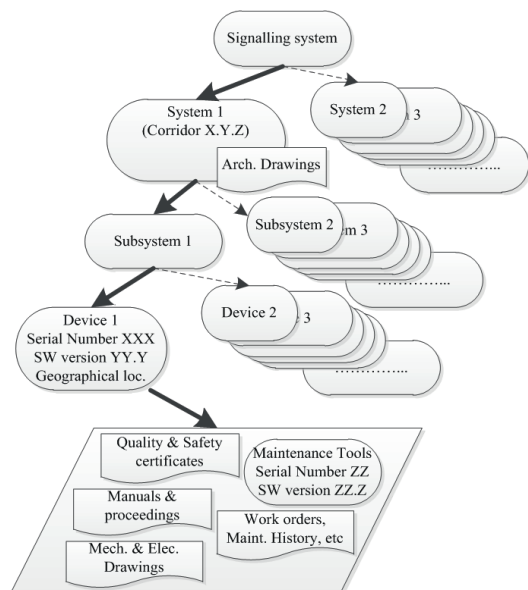 Signalling system
System 1
(Corridor X.Y.Z)
Arch. Drawings
System 2
3
…………...
Subsystem 1
Subsystem 2
3
…………...
Device 1
Serial Number XXX
SW version YY.Y
Geographical loc.
Device 2
3
…………...
Quality & Safety
certificates
Maintenance Tools
Serial Number ZZ
SW version ZZ.Z
Manuals &
proceedings
Work orders,
Maint. History, etc
Mech. & Elec.
Drawings